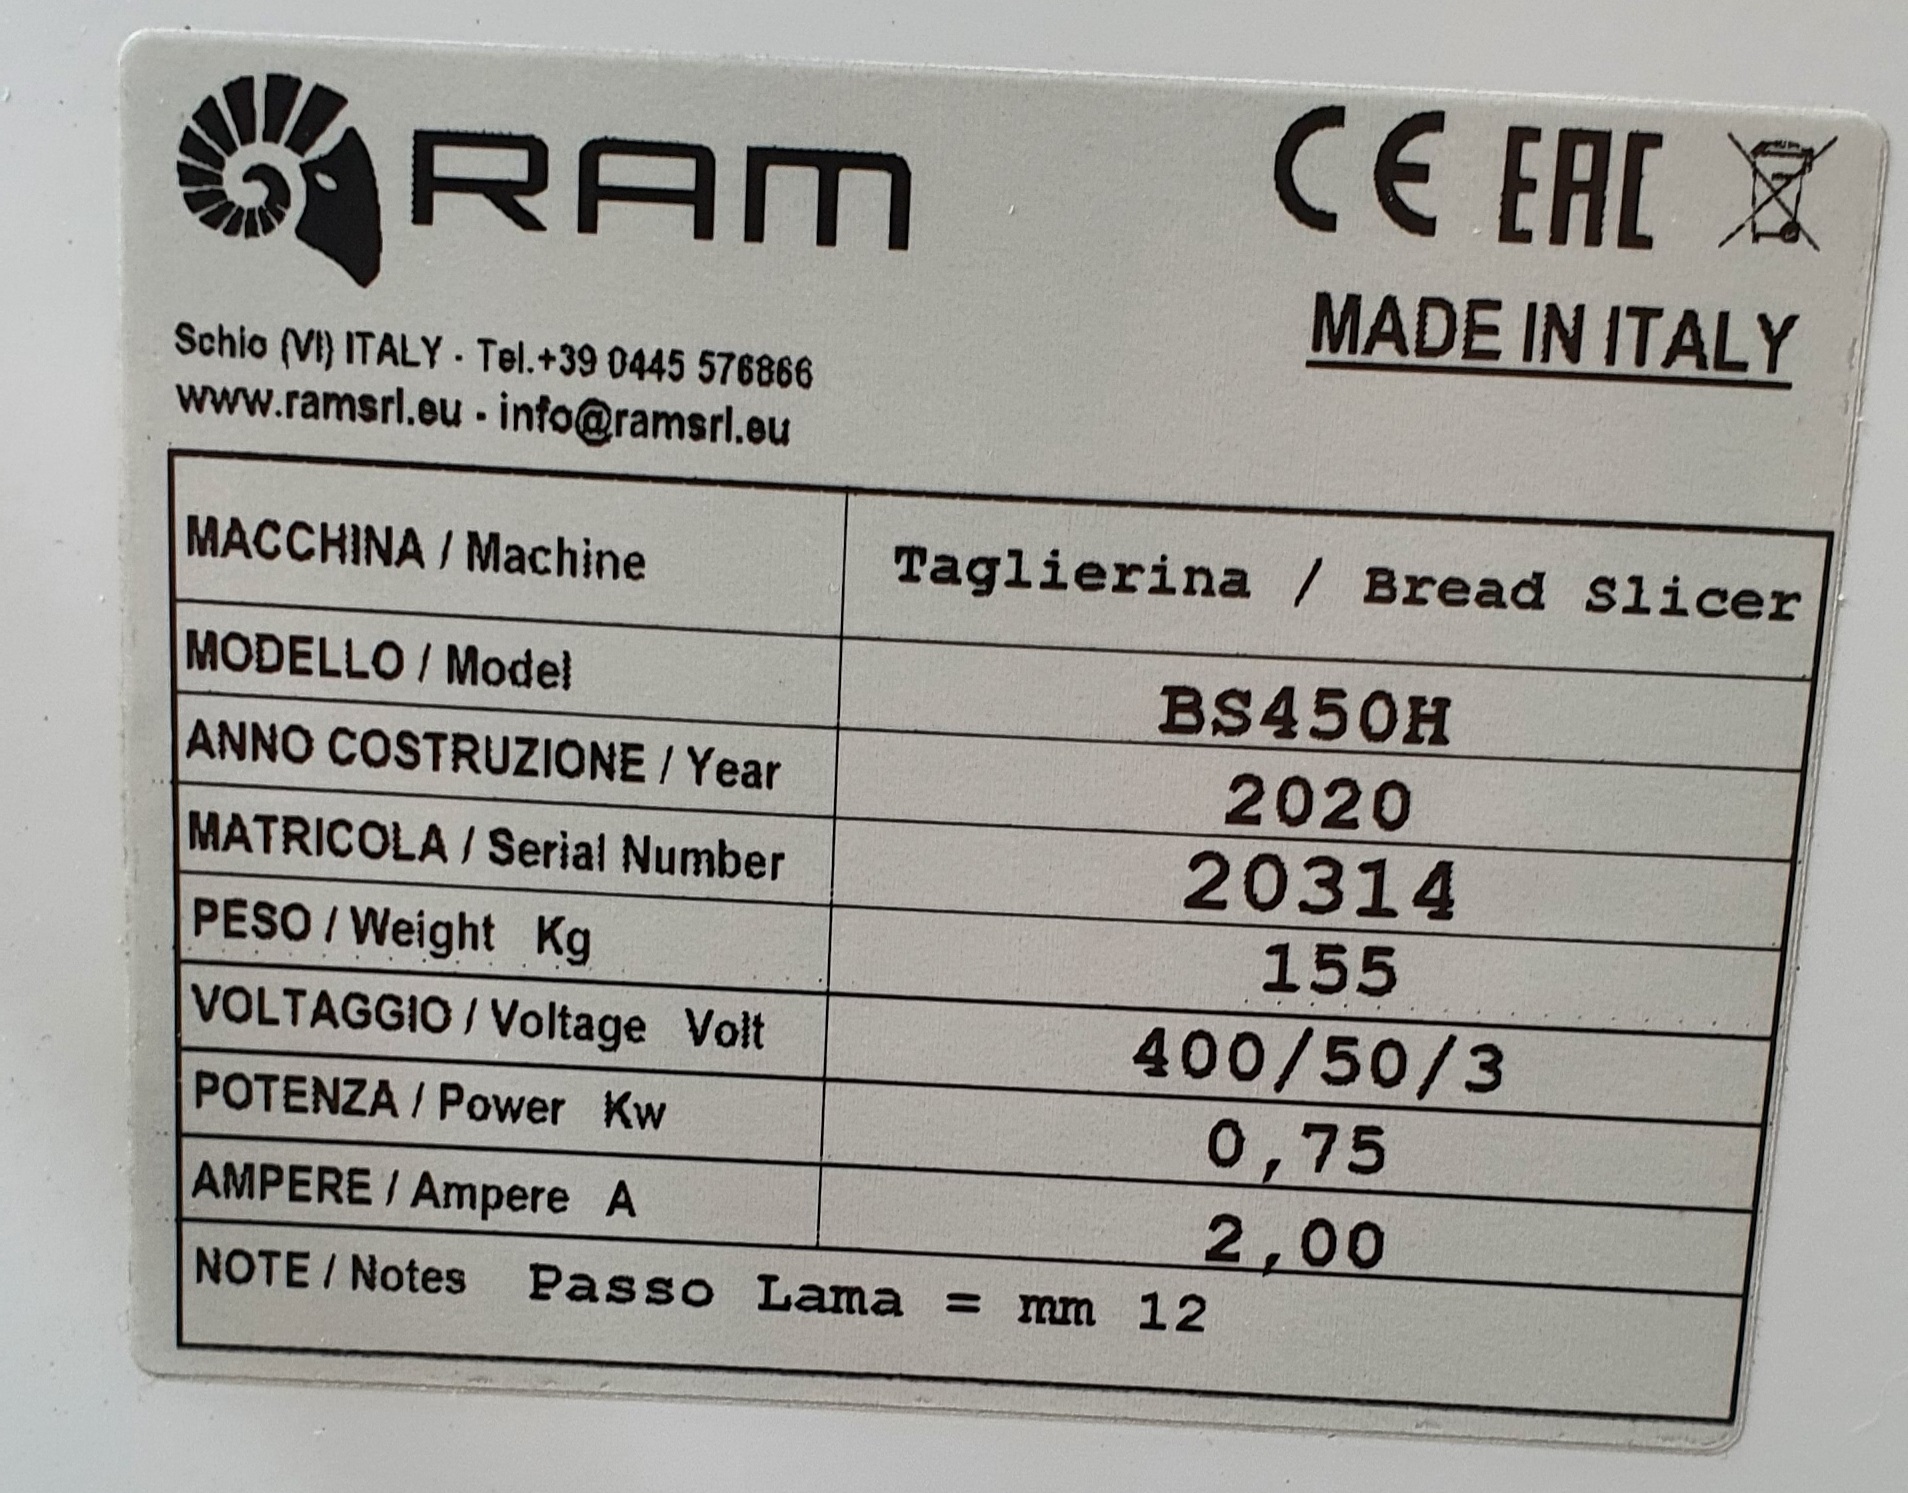 RAM
CE EAC
MADE IN ITALY
Schio (VI) ITALY - Tel.+39 0445 576866
www.ramsrl.eu - info@ramsrl.eu
MACCHINA / Machine Taglierina / Bread Slicer
MODELLO / Model BS450H
ANNO COSTRUZIONE / Year 2020
MATRICOLA / Serial Number 20314
PESO / Weight Kg 155
VOLTAGGIO / Voltage Volt 400/50/3
POTENZA / Power Kw 0,75
AMPERE / Ampere A 2,00
NOTE / Notes Passo Lama = mm 12